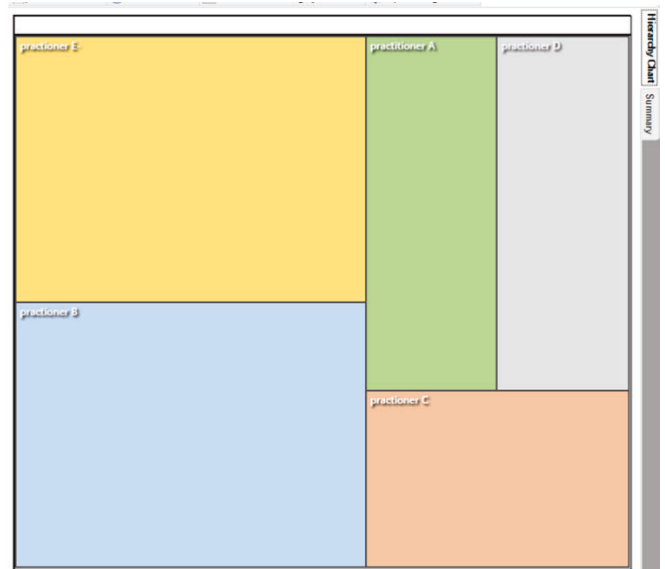 practioner E
practitioner A
practioner D
practioner B
practioner C
Hierarchy Chart
Summary